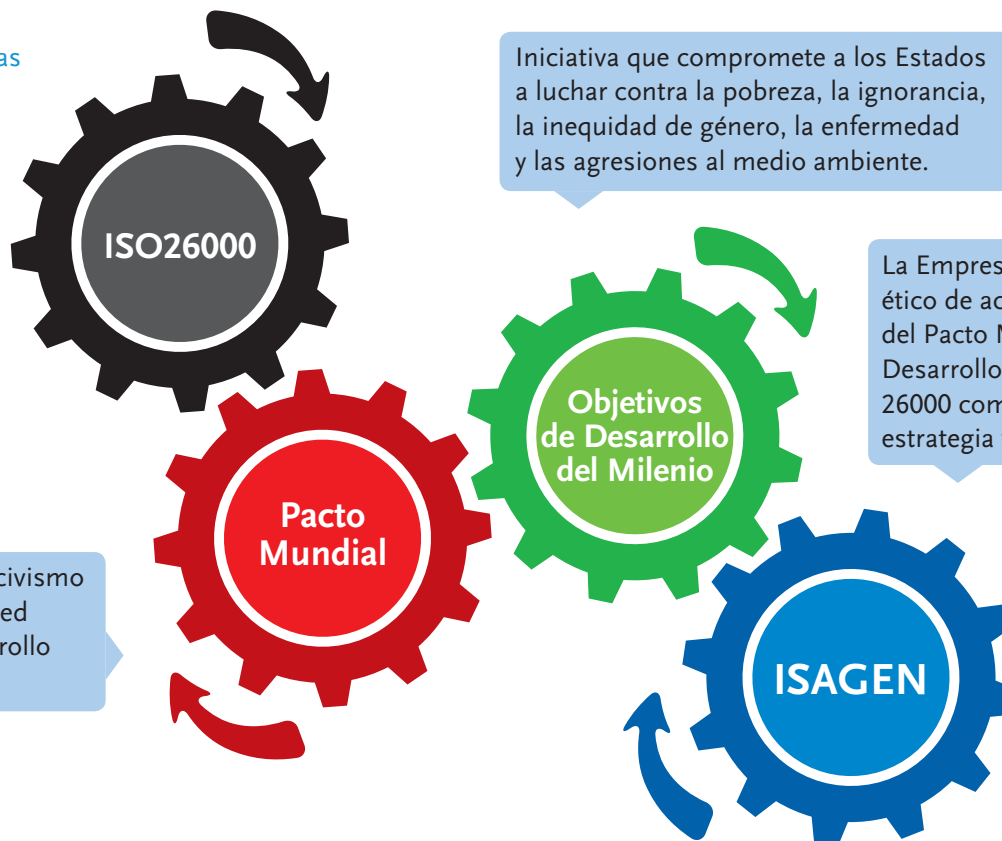 as
Iniciativa que compromete a los Estados
a luchar contra la pobreza, la ignorancia,
la inequidad de género, la enfermedad
y las agresiones al medio ambiente.
ISO26000
La Empres
ético de ac
del Pacto M
Desarrollo
26000 com
estrategia
Objetivos
de Desarrollo
del Milenio
Pacto
Mundial
civismo
ed
rollo
ISAGEN